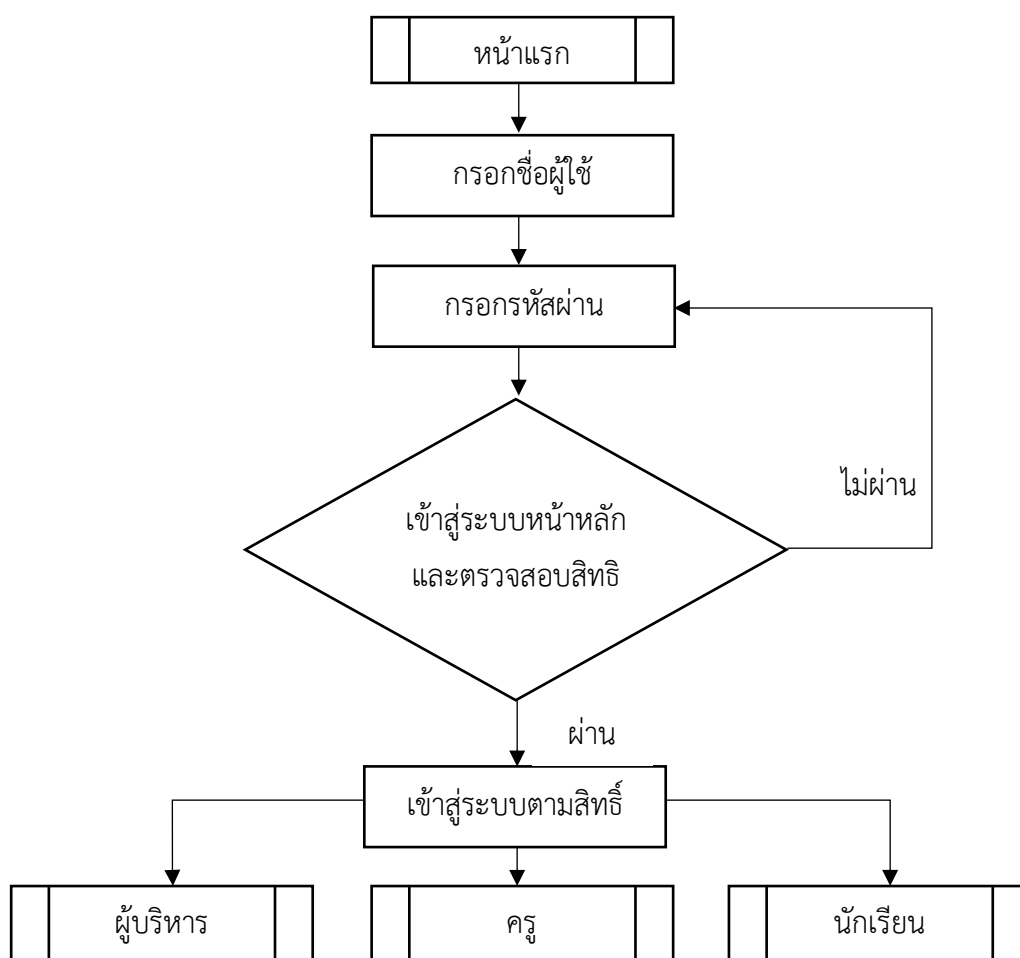 หน้าแรก
กรอกชื่อผู้ใช้
กรอกรหัสผ่าน
ไม่ผ่าน
เข้าสู่ระบบหน้าหลัก
และตรวจสอบสิทธิ
ผ่าน
เข้าสู่ระบบตามสิทธิ์
ผู้บริหาร
ครู
นักเรียน